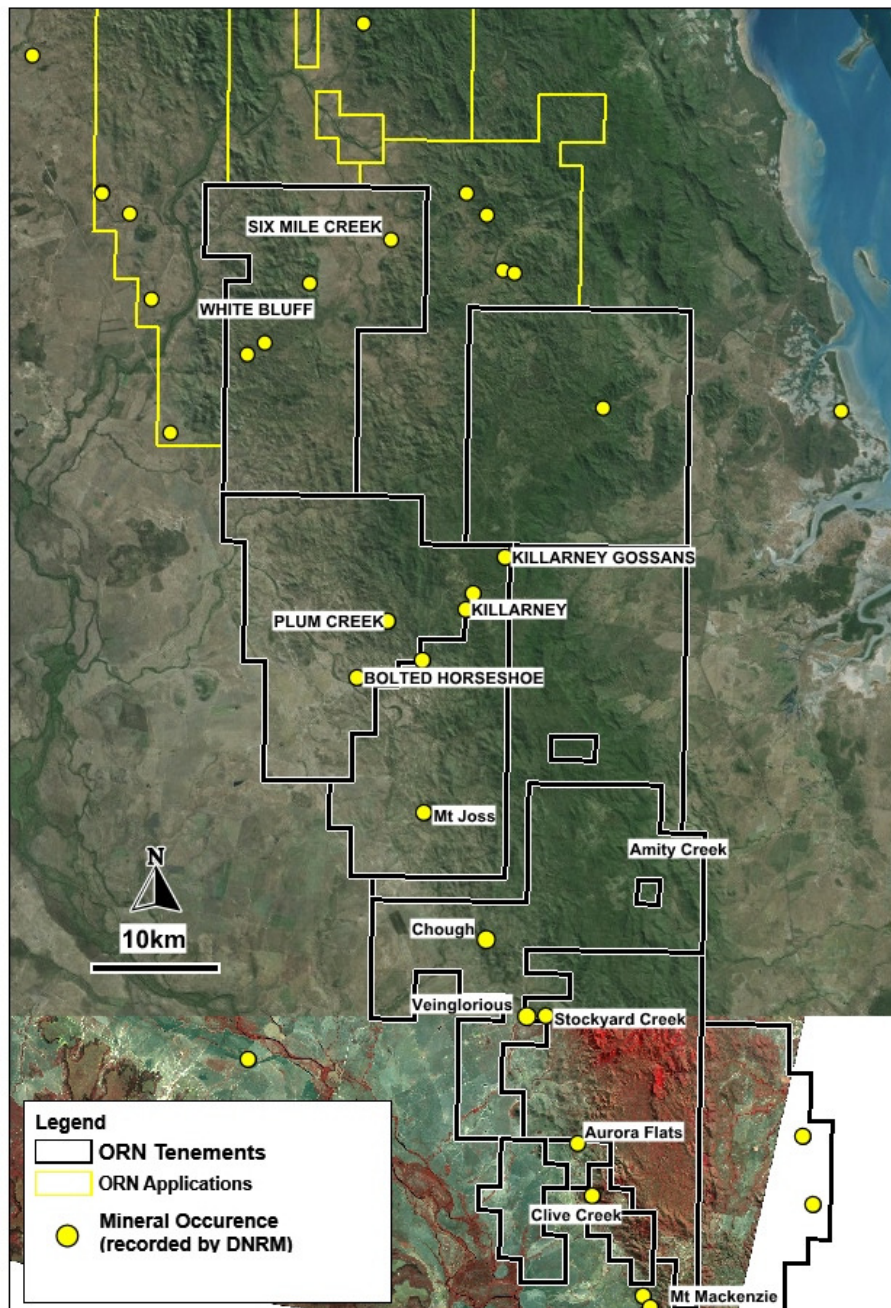 SIX MILE CREEK
WHITE BLUFF
KILLARNEY GOSSANS
KILLARNEY
PLUM CREEK
BOLTED HORSESHOE
Mt Joss
Amity Creek
N
10km
Chough
Veinglorious
Stockyard Creek
Aurora Flats
Clive Creek
Mt Mackenzie
Legend
ORN Tenements
ORN Applications
Mineral Occurence
(recorded by DNRM)